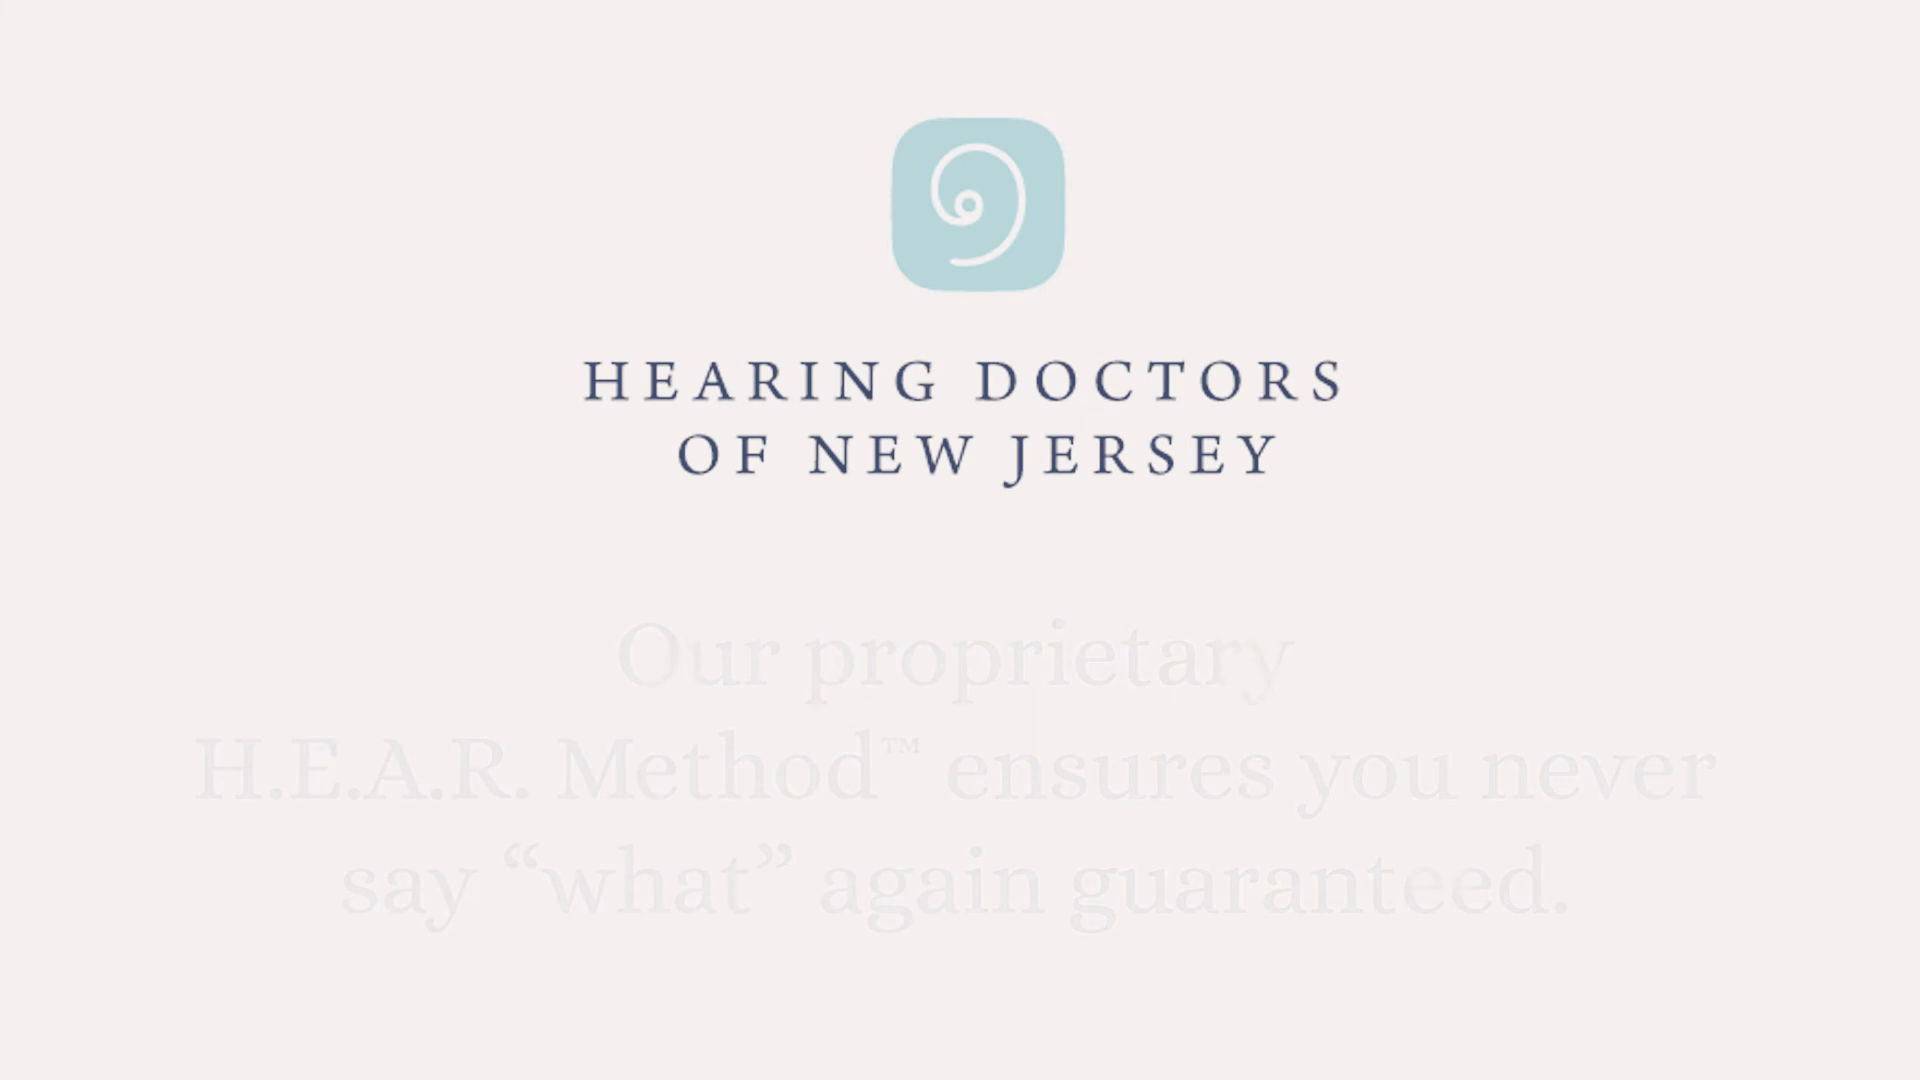 HEARING DOCTORS
OF NEW JERSEY
Our proprietary
H.E.A.R. Method™ ensures you never
say “what” again guaranteed.